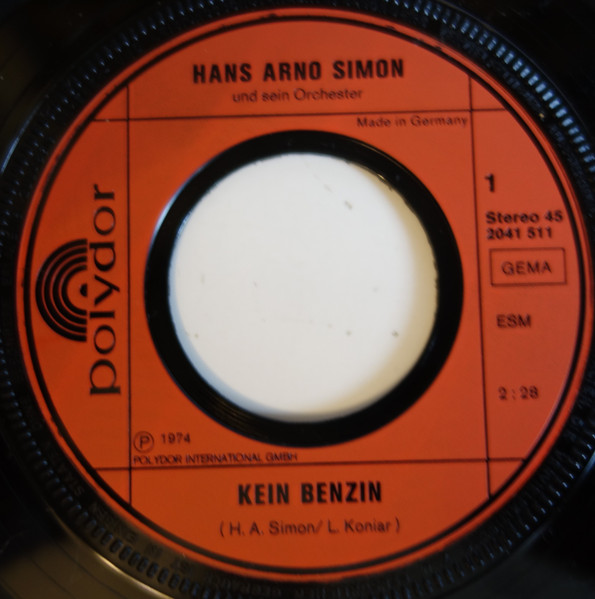 HANS ARNO SIMON
und sein Orchester
Made in Germany
polydor
1
Stereo 45
2041 511
GEMA
ESM
2:28
Ⓟ 1974
POLYDOR INTERNATIONAL GMBH
KEIN BENZIN
( H. A. Simon/ L. Koniar )